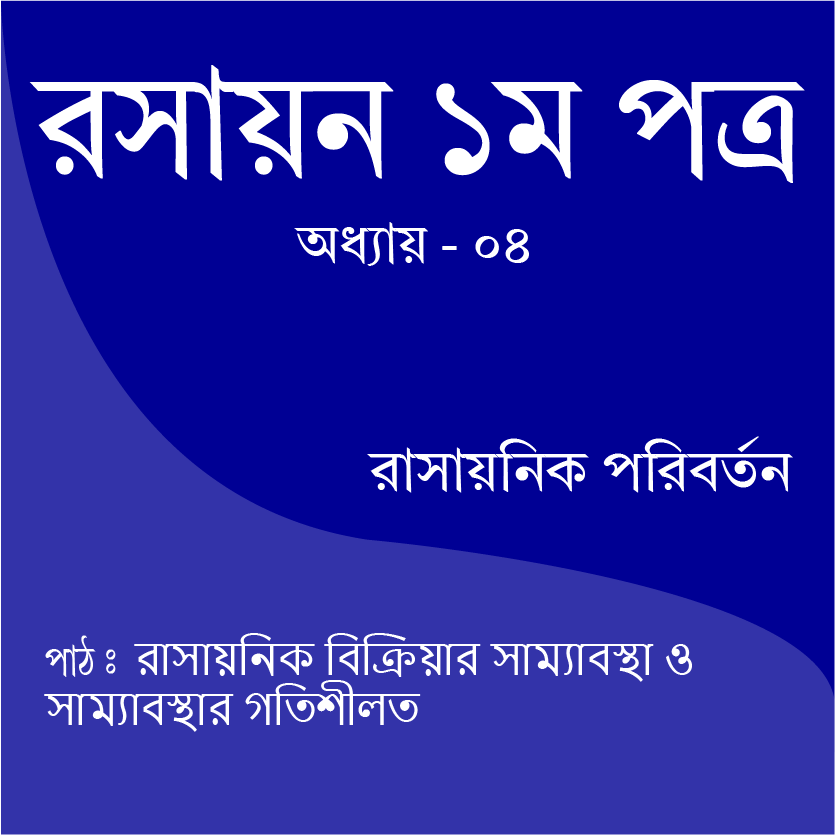 রসায়ন ১ম পত্র
অধ্যায় - ০৪
রাসায়নিক পরিবর্তন
পাঠ ঃ রাসায়নিক বিক্রিয়ার সাম্যাবস্থা ও
সাম্যাবস্থার গতিশীলত